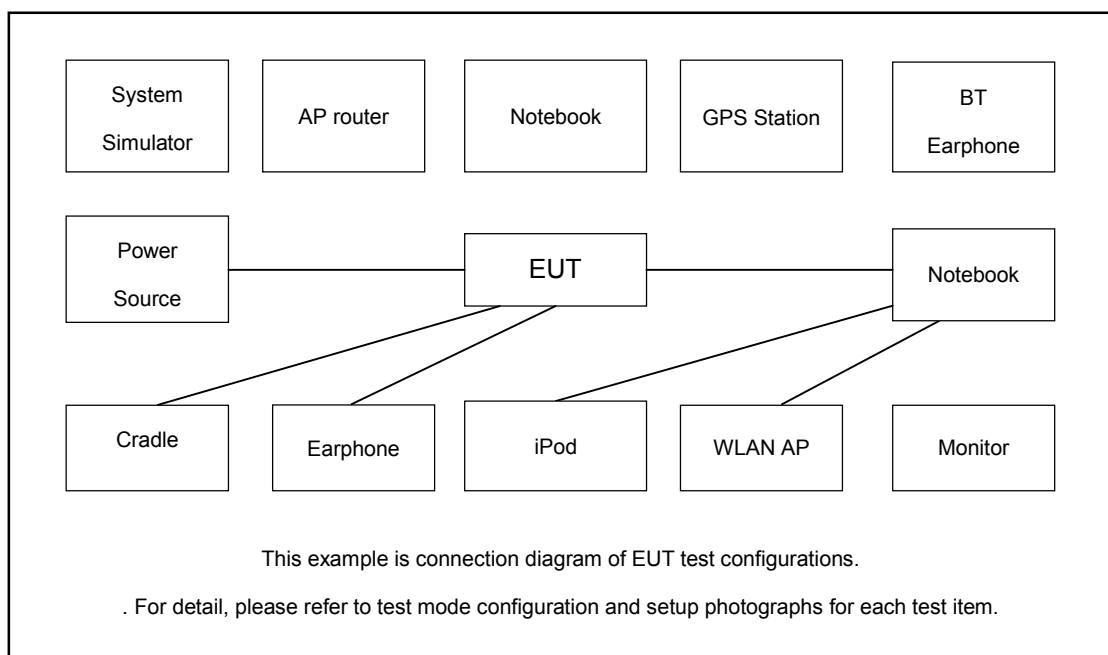 System
Simulator
AP router
Notebook
GPS Station
BT
Earphone
Power
Source
EUT
Notebook
Cradle
Earphone
iPod
WLAN AP
Monitor
This example is connection diagram of EUT test configurations.
. For detail, please refer to test mode configuration and setup photographs for each test item.